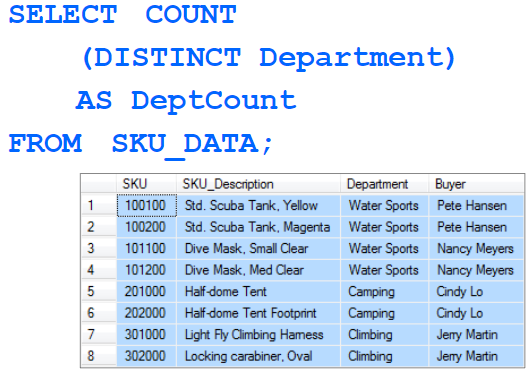 SELECT COUNT
(DISTINCT Department)
AS DeptCount
FROM SKU_DATA;
SKU SKU_Description Department Buyer
1 100100 Std. Scuba Tank, Yellow Water Sports Pete Hansen
2 100200 Std. Scuba Tank, Magenta Water Sports Pete Hansen
3 101100 Dive Mask, Small Clear Water Sports Nancy Meyers
4 101200 Dive Mask, Med Clear Water Sports Nancy Meyers
5 201000 Half-dome Tent Camping Cindy Lo
6 202000 Half-dome Tent Footprint Camping Cindy Lo
7 301000 Light Fly Climbing Harness Climbing Jerry Martin
8 302000 Locking carabiner, Oval Climbing Jerry Martin